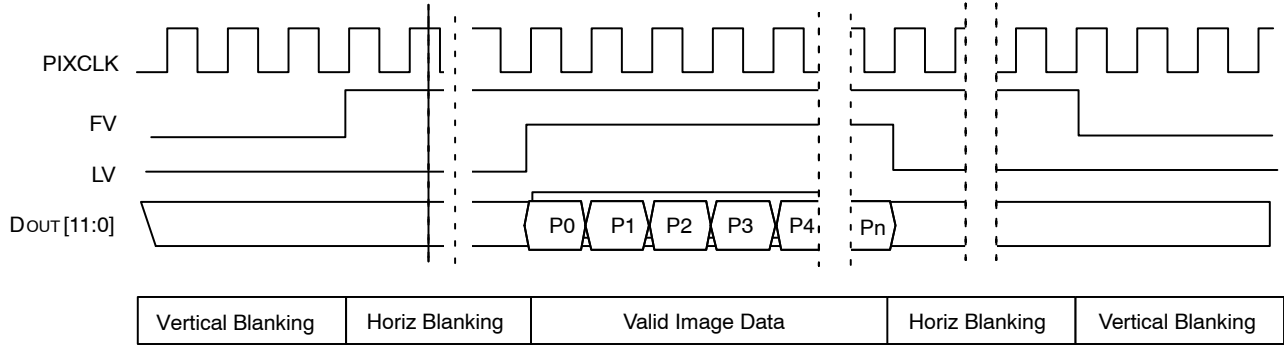 PIXCLK
FV
LV
DOUT[11:0]
P0 P1 P2 P3 P4 Pn
Vertical Blanking Horiz Blanking Valid Image Data Horiz Blanking Vertical Blanking